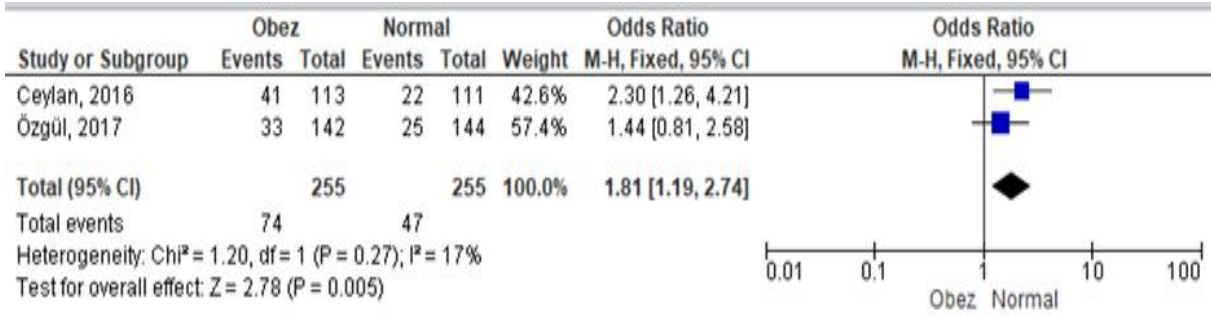 Obez Normal Odds Ratio Odds Ratio
Study or Subgroup Events Total Events Total Weight M-H, Fixed, 95% CI M-H, Fixed, 95% CI
Ceylan, 2016 41 113 22 111 42.6% 2.30 [1.26, 4.21]
Özgül, 2017 33 142 25 144 57.4% 1.44 [0.81, 2.58]
Total (95% CI) 255 255 100.0% 1.81 [1.19, 2.74]
Total events 74 47
Heterogeneity: Chi² = 1.20, df = 1 (P = 0.27); I² = 17%
Test for overall effect: Z = 2.78 (P = 0.005)
0.01 0.1 1 10 100
Obez Normal